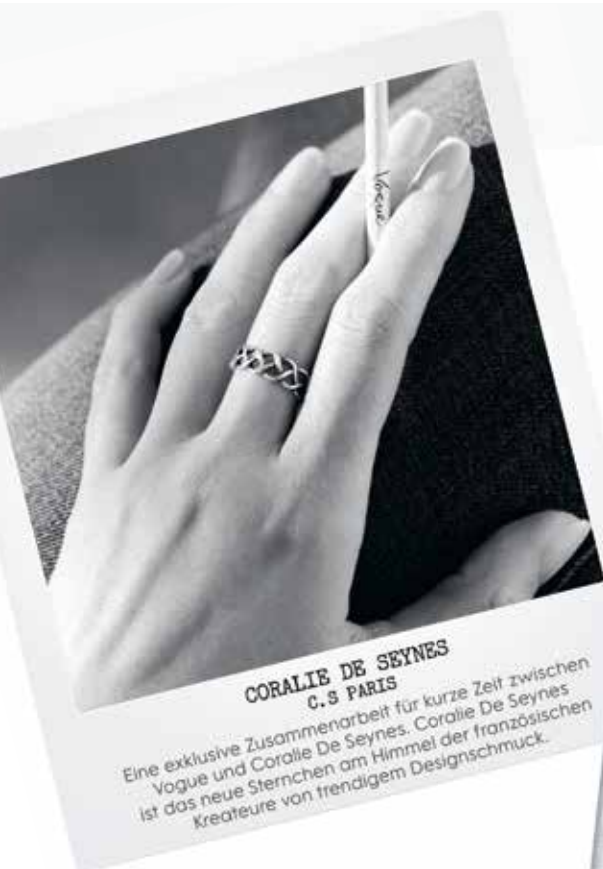 Vogue
CORALIE DE SEYNES
C.S PARIS
Eine exklusive Zusammenarbeit für kurze Zeit zwischen
Vogue und Coralie De Seynes. Coralie De Seynes
ist das neue Sternchen am Himmel der französischen
Kreateure von trendigem Designschmuck.